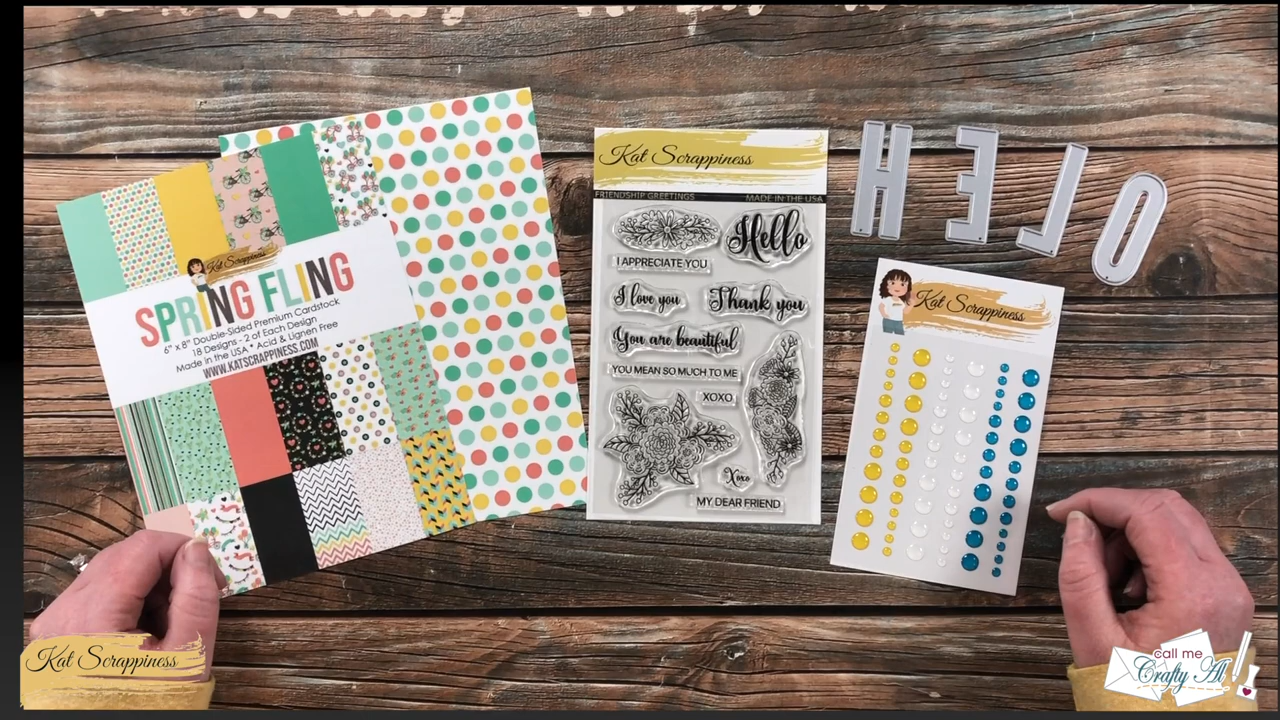 Kat Scrappiness
SPRING FLING
6" x 8" Double-Sided Premium Cardstock
18 Designs - 2 of Each Design
Made in the USA • Acid & Lignen Free
WWW.KATSCRAPPINESS.COM
Kat Scrappiness
FRIENDSHIP GREETINGS MADE IN THE USA
Hello
I APPRECIATE YOU
I love you Thank you
You are beautiful
YOU MEAN SO MUCH TO ME
XOXO
Xoxo
MY DEAR FRIEND
H E L O
Kat Scrappiness
Kat Scrappiness
call me
Crafty Al